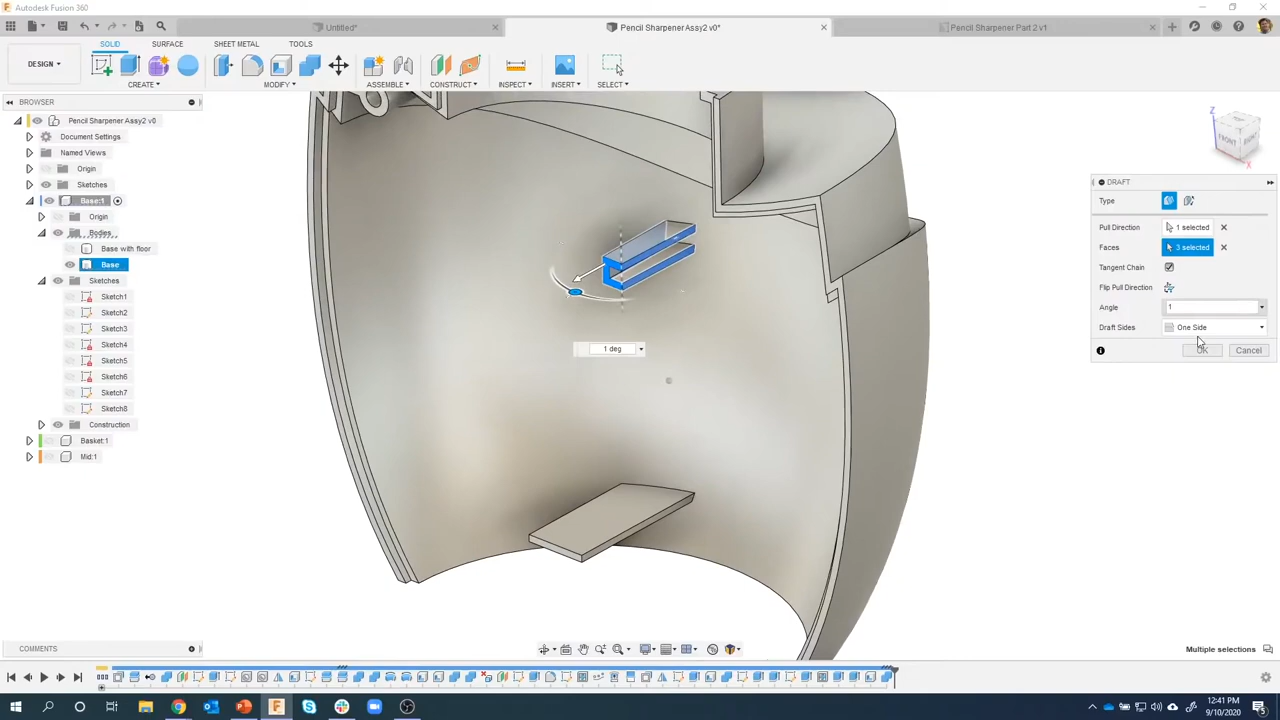 Autodesk Fusion 360
Untitled*
Pencil Sharpener Assy2 v0*
Pencil Sharpener Part 2 v1
SOLID
SURFACE
SHEET METAL
TOOLS
DESIGN
CREATE
MODIFY
ASSEMBLE
CONSTRUCT
INSPECT
INSERT
SELECT
BROWSER
Pencil Sharpener Assy2 v0
Document Settings
Named Views
Origin
Sketches
Base:1
Origin
Bodies
Base with floor
Base
Sketches
Sketch1
Sketch2
Sketch3
Sketch4
Sketch5
Sketch6
Sketch7
Sketch8
Construction
Basket:1
Mid:1
1 deg
Z
FRONT
RIGHT
X
DRAFT
Type
Pull Direction
1 selected
Faces
3 selected
Tangent Chain
Flip Pull Direction
Angle
1
Draft Sides
One Side
OK
Cancel
COMMENTS
Multiple selections
12:41 PM
9/10/2020